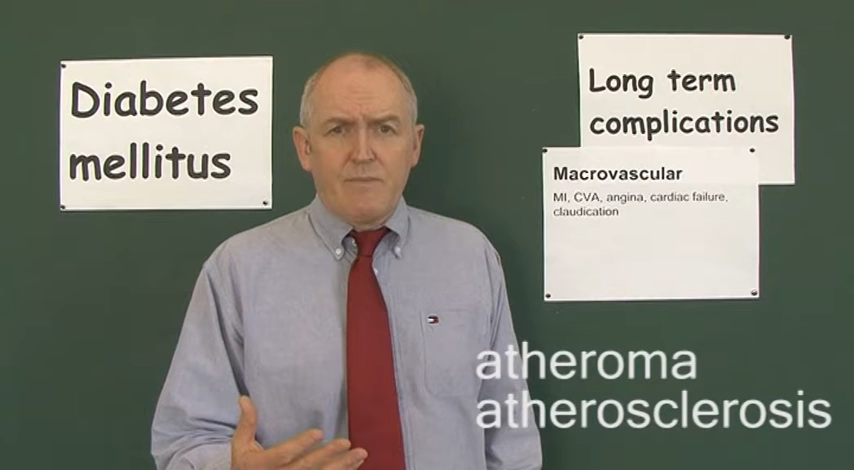 Diabetes
mellitus
Long term
complications
Macrovascular
MI, CVA, angina, cardiac failure,
claudication
atheroma
atherosclerosis